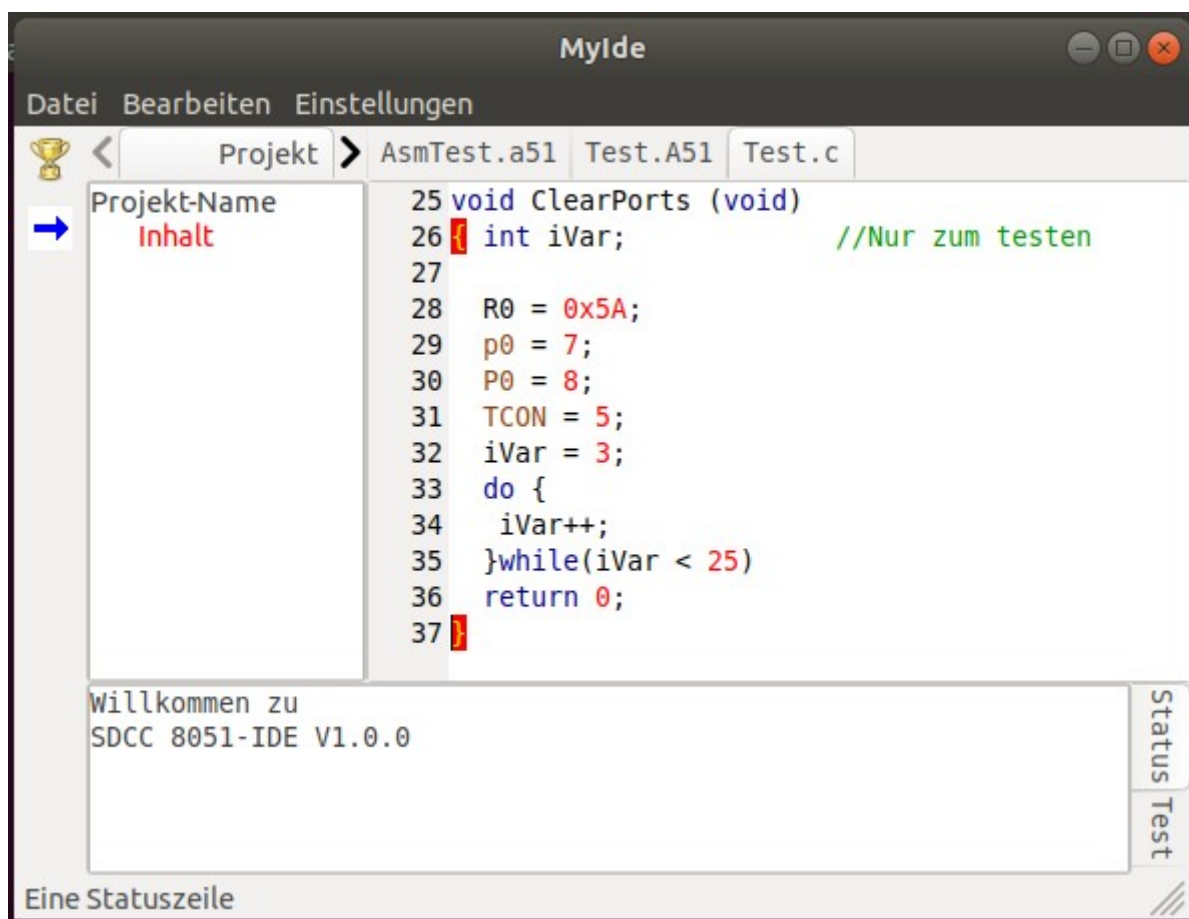 MyIde
Datei Bearbeiten Einstellungen
Projekt AsmTest.a51 Test.A51 Test.c
Projekt-Name
Inhalt
25 void ClearPorts (void)
26 { int iVar; //Nur zum testen
27
28 R0 = 0x5A;
29 p0 = 7;
30 P0 = 8;
31 TCON = 5;
32 iVar = 3;
33 do {
34 iVar++;
35 }while(iVar < 25)
36 return 0;
37 }
Willkommen zu
SDCC 8051-IDE V1.0.0
Status
Test
Eine Statuszeile